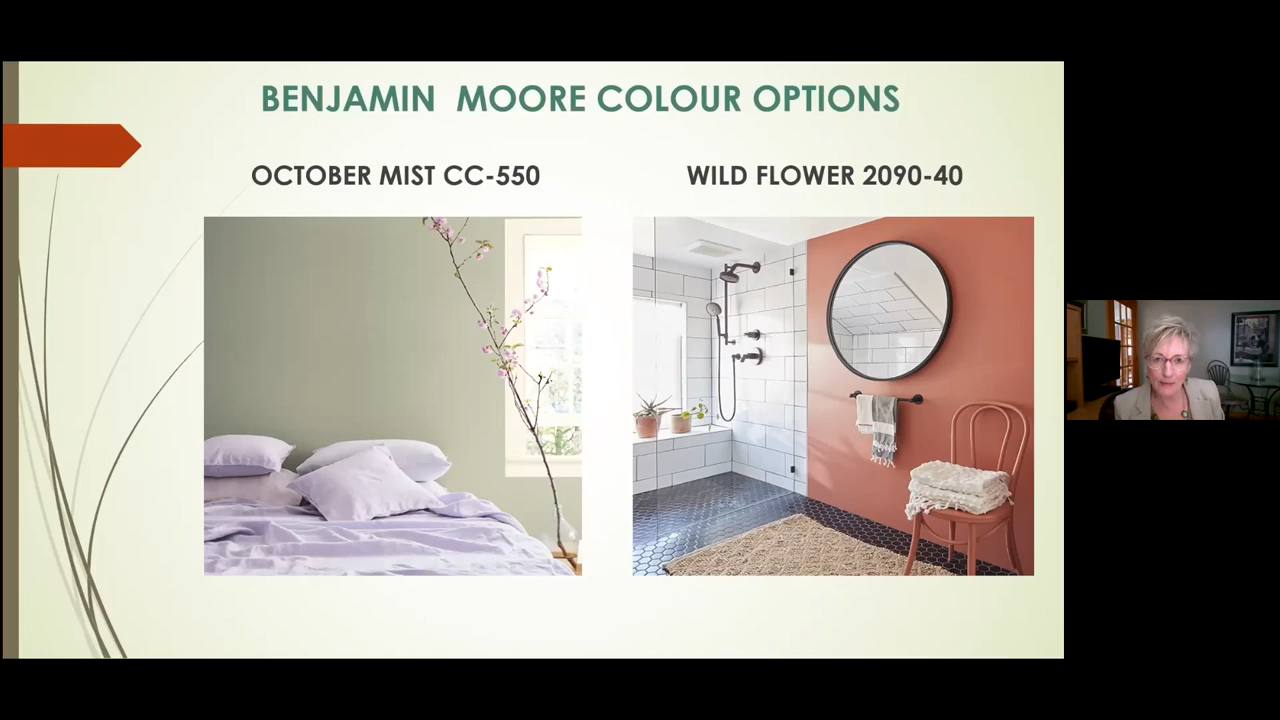 BENJAMIN MOORE COLOUR OPTIONS
OCTOBER MIST CC-550
WILD FLOWER 2090-40